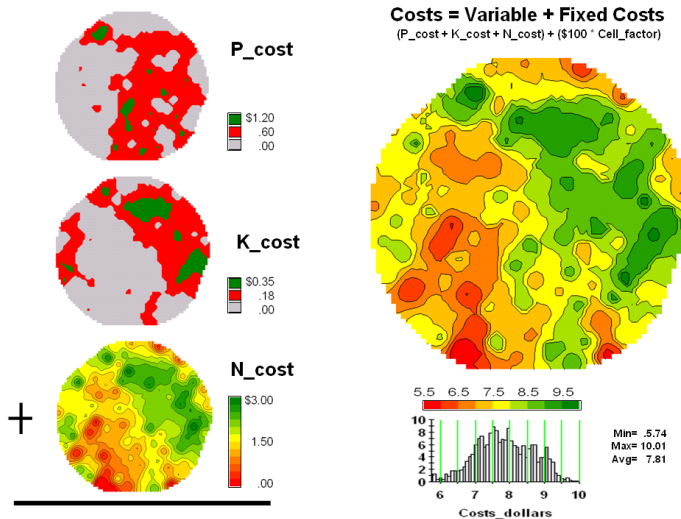 P_cost
$1.20
.60
.00
K_cost
$0.35
.18
.00
N_cost
$3.00
1.50
.00
+
Costs = Variable + Fixed Costs
(P_cost + K_cost + N_cost) + ($100 * Cell_factor)
5.5 6.5 7.5 8.5 9.5
10
8
6
4
2
0
6 7 8 9 10
Costs_dollars
Min= .5.74
Max= 10.01
Avg= 7.81